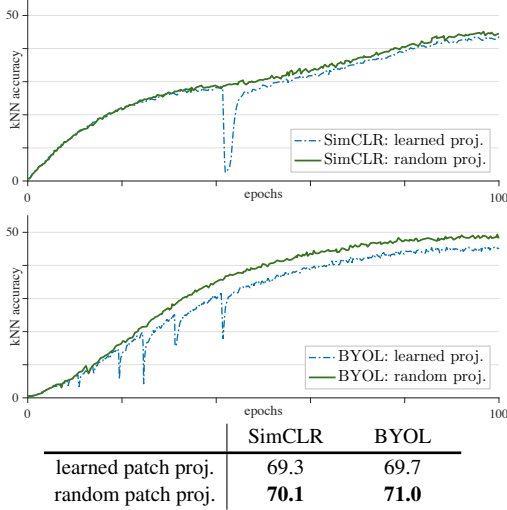 50
kNN accuracy
SimCLR: learned proj.
SimCLR: random proj.
0
0
epochs
100
50
kNN accuracy
BYOL: learned proj.
BYOL: random proj.
0
0
epochs
100
SimCLR BYOL
learned patch proj. 69.3 69.7
random patch proj. 70.1 71.0